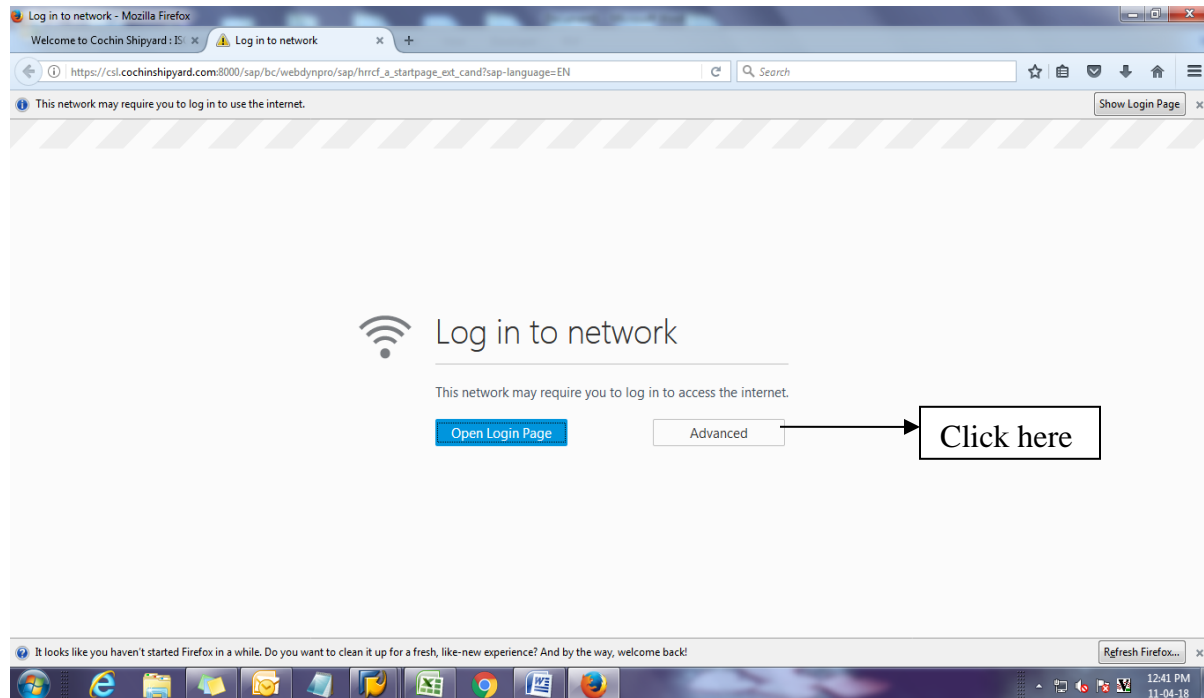 Log in to network - Mozilla Firefox
Welcome to Cochin Shipyard : IS
Log in to network
https://csl.cochinshipyard.com:8000/sap/bc/webdynpro/sap/hrrcf_a_startpage_ext_cand?sap-language=EN
Search
This network may require you to log in to use the internet.
Show Login Page
Log in to network
This network may require you to log in to access the internet.
Open Login Page
Advanced
Click here
It looks like you haven't started Firefox in a while. Do you want to clean it up for a fresh, like-new experience? And by the way, welcome back!
Refresh Firefox...
12:41 PM
11-04-18